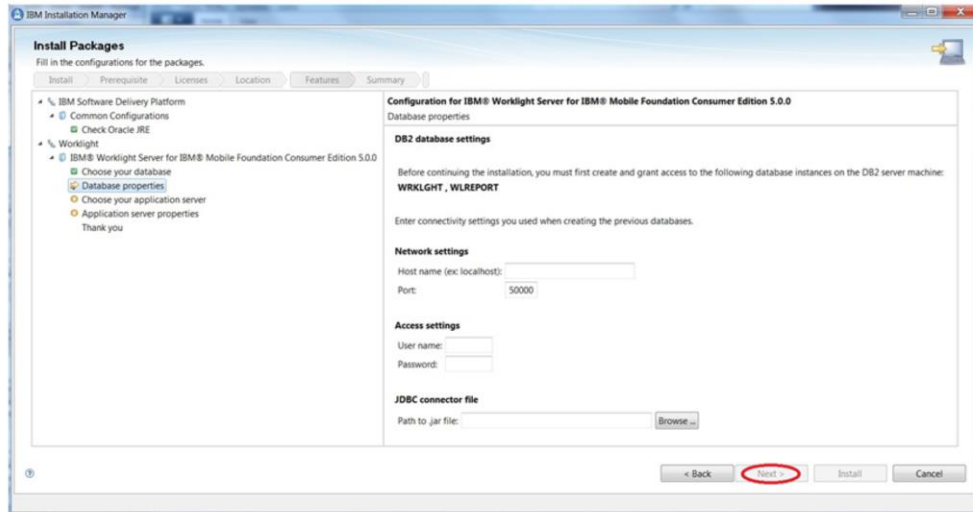 IBM Installation Manager
Install Packages
Fill in the configurations for the packages.
Install Prerequisite Licenses Location Features Summary
IBM Software Delivery Platform
Common Configurations
Check Oracle JRE
Worklight
IBM® Worklight Server for IBM® Mobile Foundation Consumer Edition 5.0.0
Choose your database
Database properties
Choose your application server
Application server properties
Thank you
Configuration for IBM® Worklight Server for IBM® Mobile Foundation Consumer Edition 5.0.0
Database properties
DB2 database settings
Before continuing the installation, you must first create and grant access to the following database instances on the DB2 server machine:
WRKLGHT , WLREPORT
Enter connectivity settings you used when creating the previous databases.
Network settings
Host name (ex: localhost):
Port: 50000
Access settings
User name:
Password:
JDBC connector file
Path to .jar file: Browse ...
? < Back Next > Install Cancel